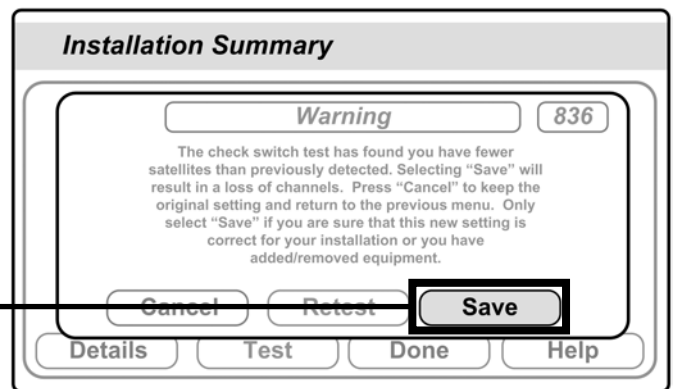 Installation Summary
Warning 836
The check switch test has found you have fewer
satellites than previously detected. Selecting “Save” will
result in a loss of channels. Press “Cancel” to keep the
original setting and return to the previous menu. Only
select “Save” if you are sure that this new setting is
correct for your installation or you have
added/removed equipment.
Cancel Retest Save
Details Test Done Help